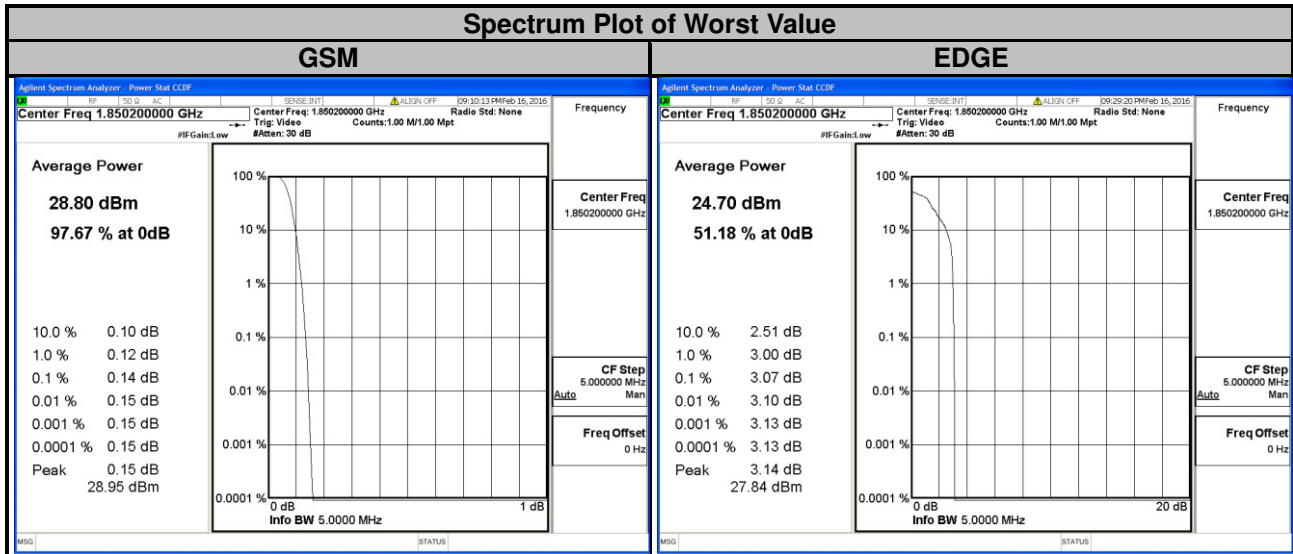 Spectrum Plot of Worst Value
GSM
EDGE
Agilent Spectrum Analyzer - Power Stat CCDF
RF 50 Ω AC SENSE:INT ALIGN OFF 09:10:13 PM Feb 16, 2016
Center Freq 1.850200000 GHz
Center Freq: 1.850200000 GHz Radio Std: None
Trig: Video Counts:1.00 M/1.00 Mpt
#IFGain:Low #Atten: 30 dB
Frequency
Average Power
28.80 dBm
97.67 % at 0dB
10.0 % 0.10 dB
1.0 % 0.12 dB
0.1 % 0.14 dB
0.01 % 0.15 dB
0.001 % 0.15 dB
0.0001 % 0.15 dB
Peak 0.15 dB
28.95 dBm
100 %
10 %
1 %
0.1 %
0.01 %
0.001 %
0.0001 %
0 dB 1 dB
Info BW 5.0000 MHz
Center Freq
1.850200000 GHz
CF Step
5.000000 MHz
Auto Man
Freq Offset
0 Hz
MSG STATUS
Agilent Spectrum Analyzer - Power Stat CCDF
RF 50 Ω AC SENSE:INT ALIGN OFF 09:29:20 PM Feb 16, 2016
Center Freq 1.850200000 GHz
Center Freq: 1.850200000 GHz Radio Std: None
Trig: Video Counts:1.00 M/1.00 Mpt
#IFGain:Low #Atten: 30 dB
Frequency
Average Power
24.70 dBm
51.18 % at 0dB
10.0 % 2.51 dB
1.0 % 3.00 dB
0.1 % 3.07 dB
0.01 % 3.10 dB
0.001 % 3.13 dB
0.0001 % 3.13 dB
Peak 3.14 dB
27.84 dBm
100 %
10 %
1 %
0.1 %
0.01 %
0.001 %
0.0001 %
0 dB 20 dB
Info BW 5.0000 MHz
Center Freq
1.850200000 GHz
CF Step
5.000000 MHz
Auto Man
Freq Offset
0 Hz
MSG STATUS